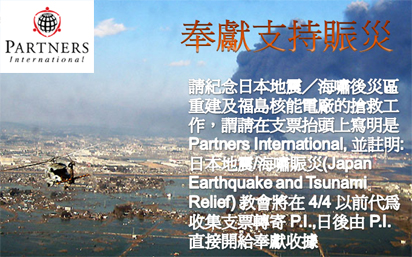 PARTNERS
International
奉獻支持賑災
請紀念日本地震／海嘯後災區
重建及福島核能電廠的搶救工
作，請在支票抬頭上寫明是
Partners International, 並註明:
日本地震/海嘯賑災(Japan
Earthquake and Tsunami
Relief) 教會將在 4/4 以前代為
收集支票轉寄 P.I.,日後由 P.I.
直接開給奉獻收據